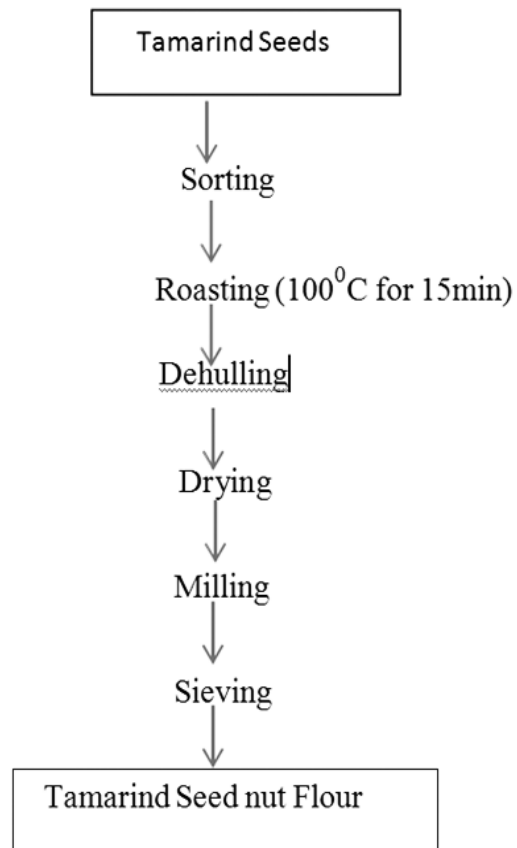 Tamarind Seeds
Sorting
Roasting (100⁰C for 15min)
Dehulling
Drying
Milling
Sieving
Tamarind Seed nut Flour